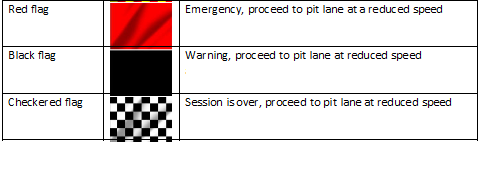 Red flag Emergency, proceed to pit lane at a reduced speed
Black flag Warning, proceed to pit lane at reduced speed
Checkered flag Session is over, proceed to pit lane at reduced speed